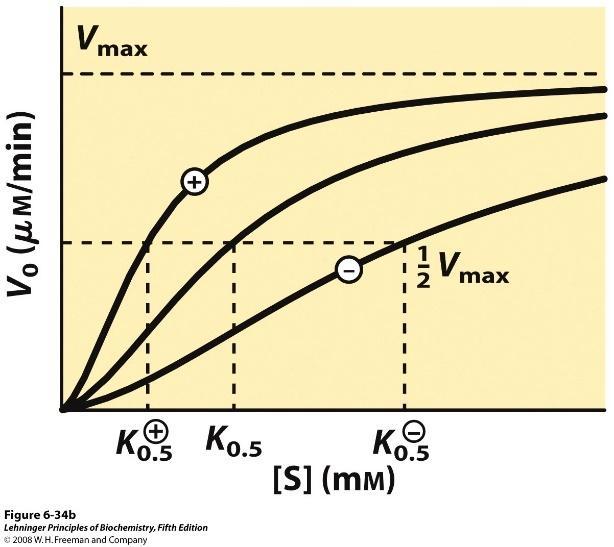 Vmax
V0 (μM/min)
+
−
½ Vmax
K0.5⊕ K0.5 K0.5⊖
[S] (mM)
Figure 6-34b
Lehninger Principles of Biochemistry, Fifth Edition
© 2008 W. H. Freeman and Company